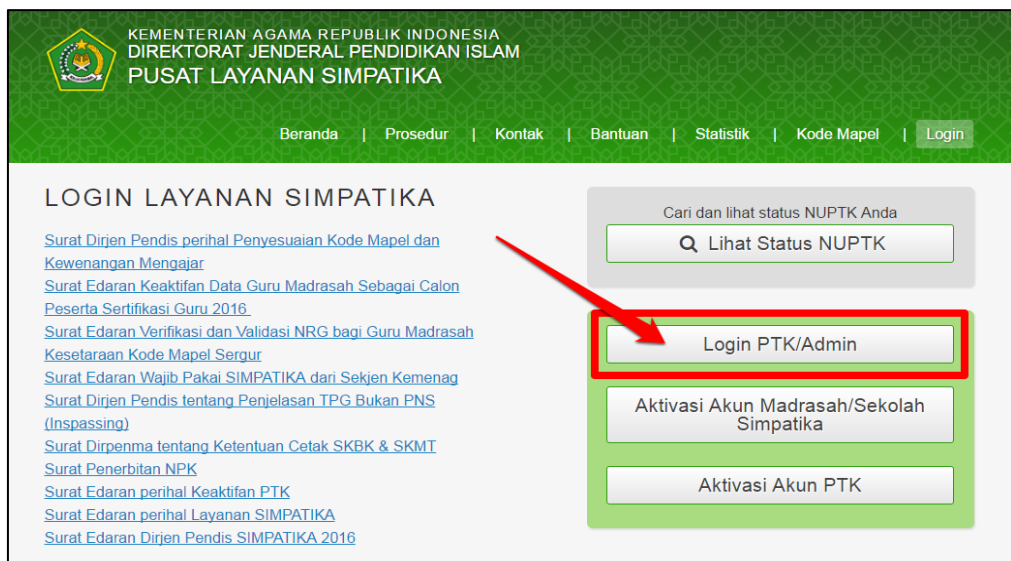 KEMENTERIAN AGAMA REPUBLIK INDONESIA
DIREKTORAT JENDERAL PENDIDIKAN ISLAM
PUSAT LAYANAN SIMPATIKA
Beranda | Prosedur | Kontak | Bantuan | Statistik | Kode Mapel | Login
LOGIN LAYANAN SIMPATIKA
Surat Dirjen Pendis perihal Penyesuaian Kode Mapel dan
Kewenangan Mengajar
Surat Edaran Keaktifan Data Guru Madrasah Sebagai Calon
Peserta Sertifikasi Guru 2016
Surat Edaran Verifikasi dan Validasi NRG bagi Guru Madrasah
Kesetaraan Kode Mapel Sergur
Surat Edaran Wajib Pakai SIMPATIKA dari Sekjen Kemenag
Surat Dirjen Pendis tentang Penjelasan TPG Bukan PNS
(Inspassing)
Surat Dirpenma tentang Ketentuan Cetak SKBK & SKMT
Surat Penerbitan NPK
Surat Edaran perihal Keaktifan PTK
Surat Edaran perihal Layanan SIMPATIKA
Surat Edaran Dirjen Pendis SIMPATIKA 2016
Cari dan lihat status NUPTK Anda
Lihat Status NUPTK
Login PTK/Admin
Aktivasi Akun Madrasah/Sekolah
Simpatika
Aktivasi Akun PTK